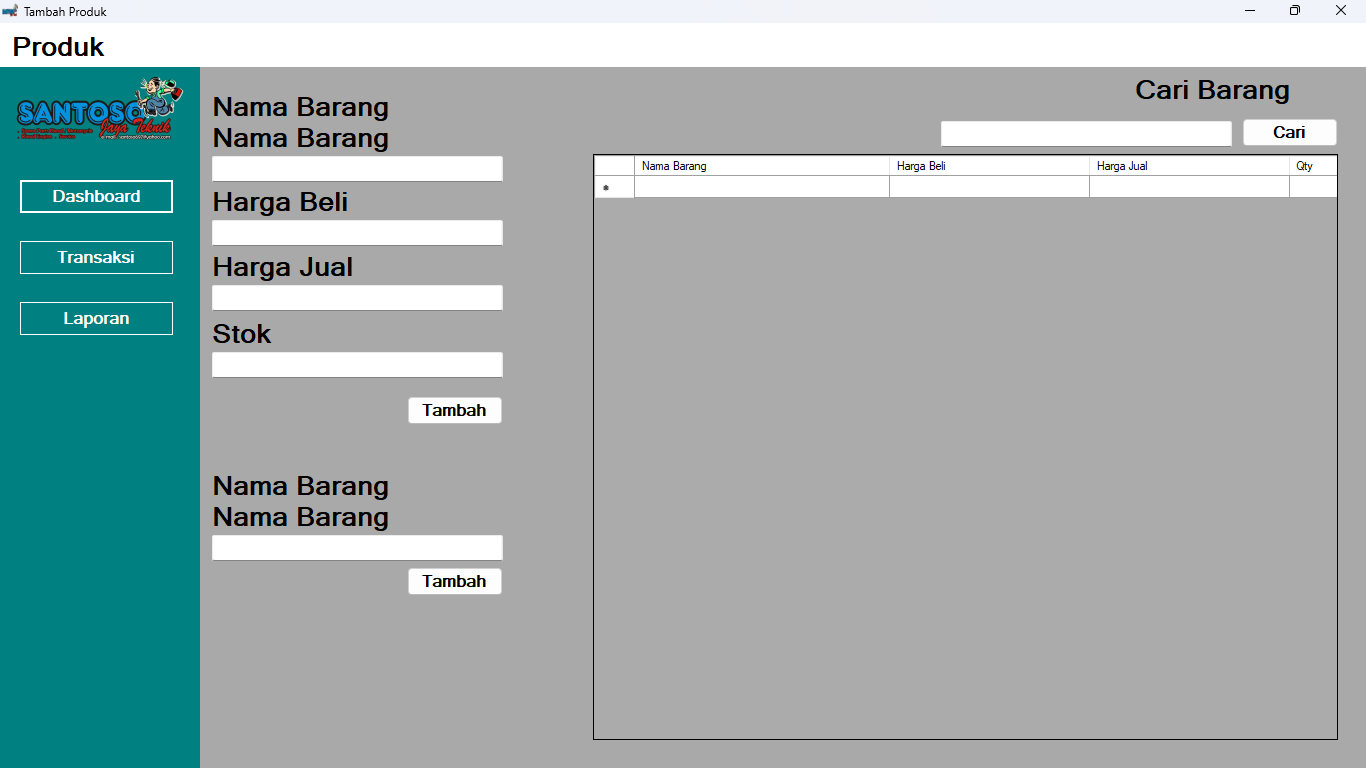 Tambah Produk
Produk
SANTOSO
Jaya Teknik
Dashboard
Transaksi
Laporan
Nama Barang
Nama Barang
Harga Beli
Harga Jual
Stok
Tambah
Nama Barang
Nama Barang
Tambah
Cari Barang
Cari
Nama Barang Harga Beli Harga Jual Qty